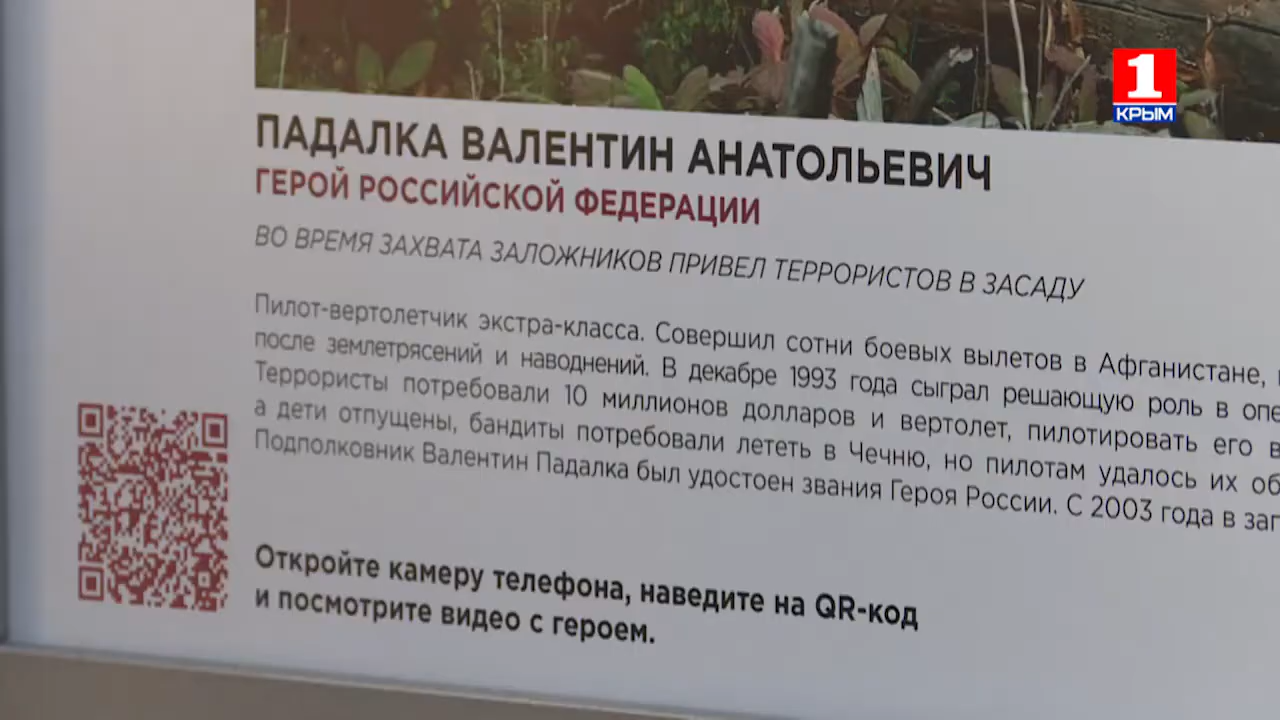 1
КРЫМ
ПАДАЛКА ВАЛЕНТИН АНАТОЛЬЕВИЧ
ГЕРОЙ РОССИЙСКОЙ ФЕДЕРАЦИИ
ВО ВРЕМЯ ЗАХВАТА ЗАЛОЖНИКОВ ПРИВЕЛ ТЕРРОРИСТОВ В ЗАСАДУ
Пилот-вертолетчик экстра-класса. Совершил сотни боевых вылетов в Афганистане,
после землетрясений и наводнений. В декабре 1993 года сыграл решающую роль в опе
Террористы потребовали 10 миллионов долларов и вертолет, пилотировать его в
а дети отпущены, бандиты потребовали лететь в Чечню, но пилотам удалось их об
Подполковник Валентин Падалка был удостоен звания Героя России. С 2003 года в зап
Откройте камеру телефона, наведите на QR-код
и посмотрите видео с героем.